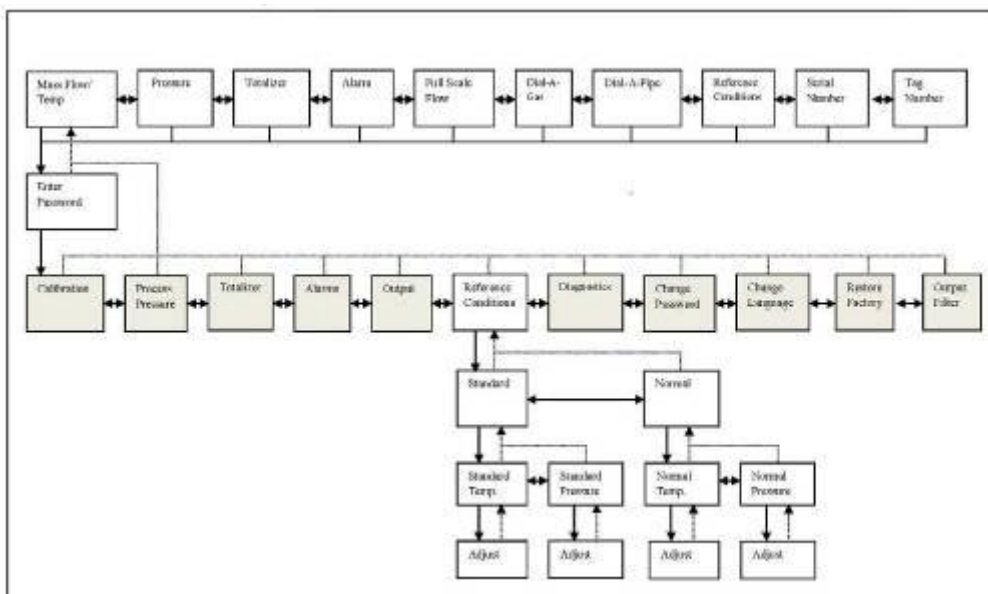 Mass Flow/
Temp
Pressure
Totalizer
Alarm
Full Scale
Flow
Dial-A-
Gas
Dial-A-Pipe
Reference
Conditions
Serial
Number
Tag
Number
Enter
Password
Calibration
Process
Pressure
Totalizer
Alarms
Output
Reference
Conditions
Diagnostics
Change
Password
Change
Language
Restore
Factory
Output
Filter
Standard
Normal
Standard
Temp.
Standard
Pressure
Normal
Temp.
Normal
Pressure
Adjust
Adjust
Adjust
Adjust